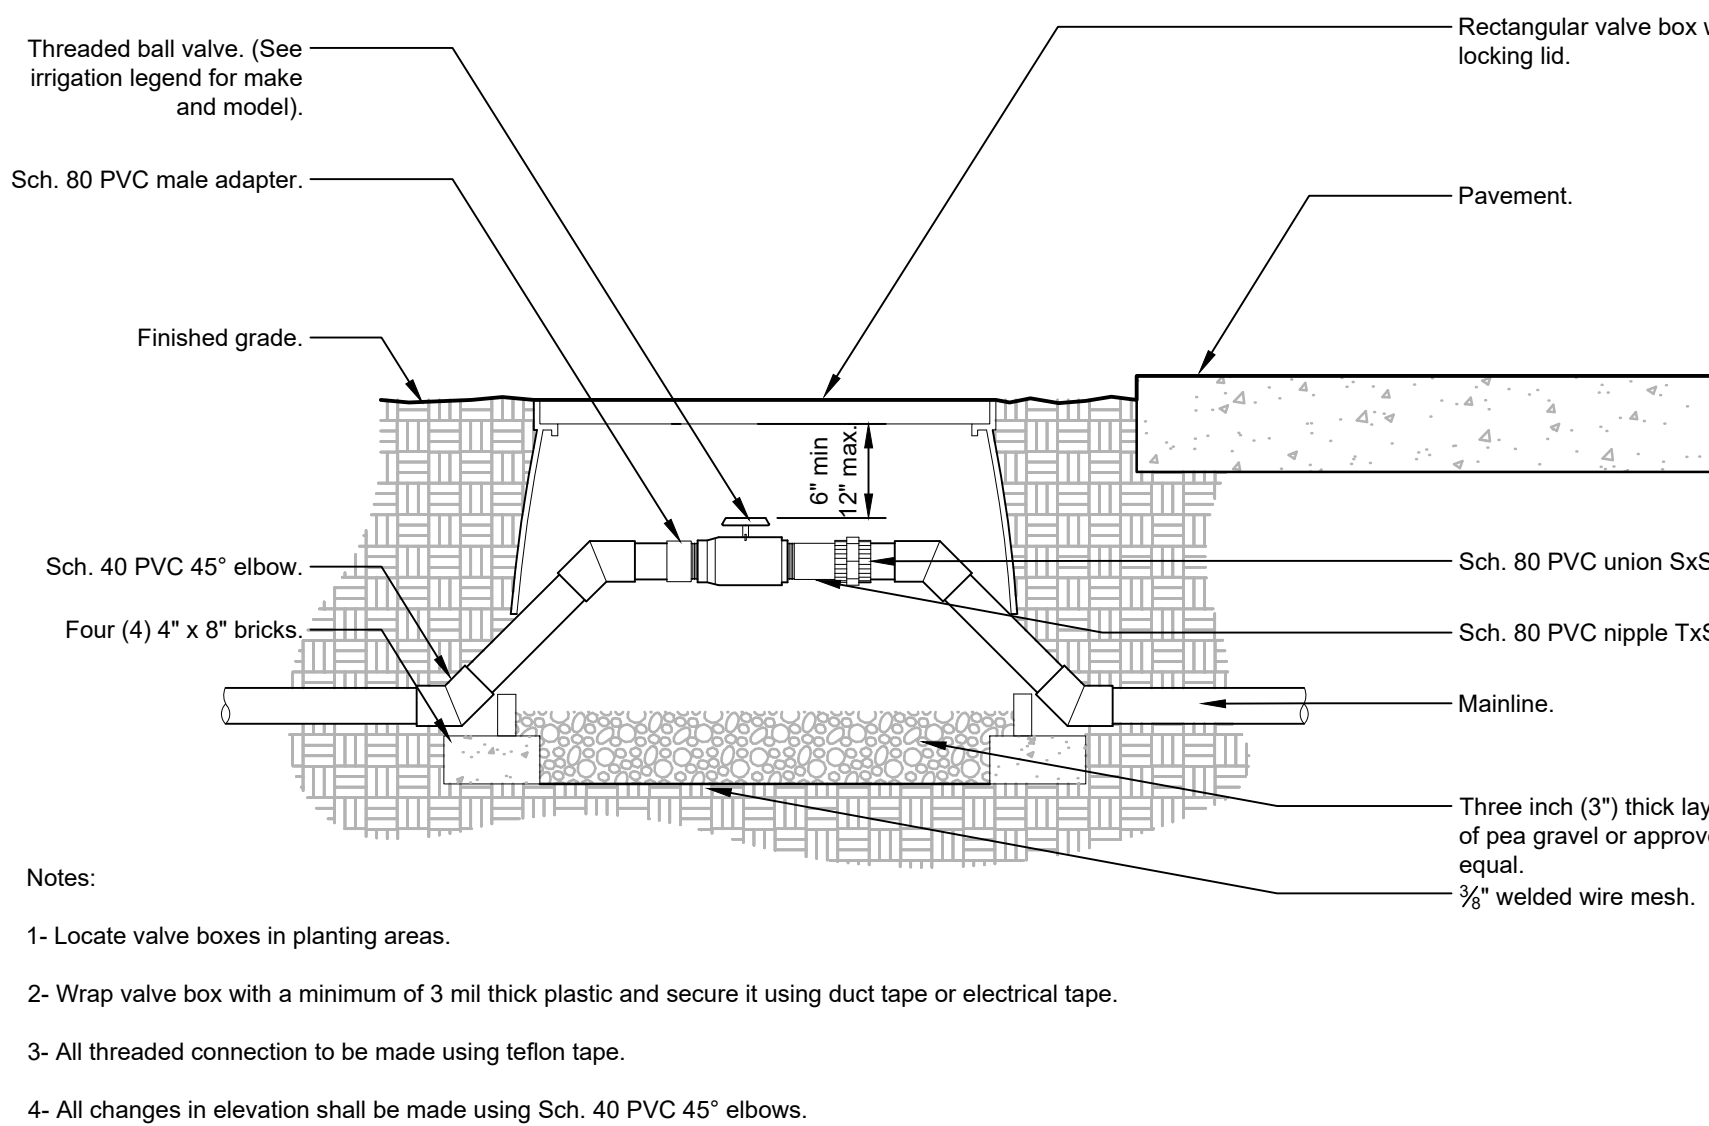 Threaded ball valve. (See
irrigation legend for make
and model).
Sch. 80 PVC male adapter.
Finished grade.
Sch. 40 PVC 45° elbow.
Four (4) 4" x 8" bricks.
Rectangular valve box
locking lid.
Pavement.
6" min
12" max.
Sch. 80 PVC union SxS
Sch. 80 PVC nipple TxS
Mainline.
Three inch (3") thick
of pea gravel or
equal.
⅜" welded wire mesh.
Notes:
1- Locate valve boxes in planting areas.
2- Wrap valve box with a minimum of 3 mil thick plastic and secure it using duct tape or electrical tape.
3- All threaded connection to be made using teflon tape.
4- All changes in elevation shall be made using Sch. 40 PVC 45° elbows.